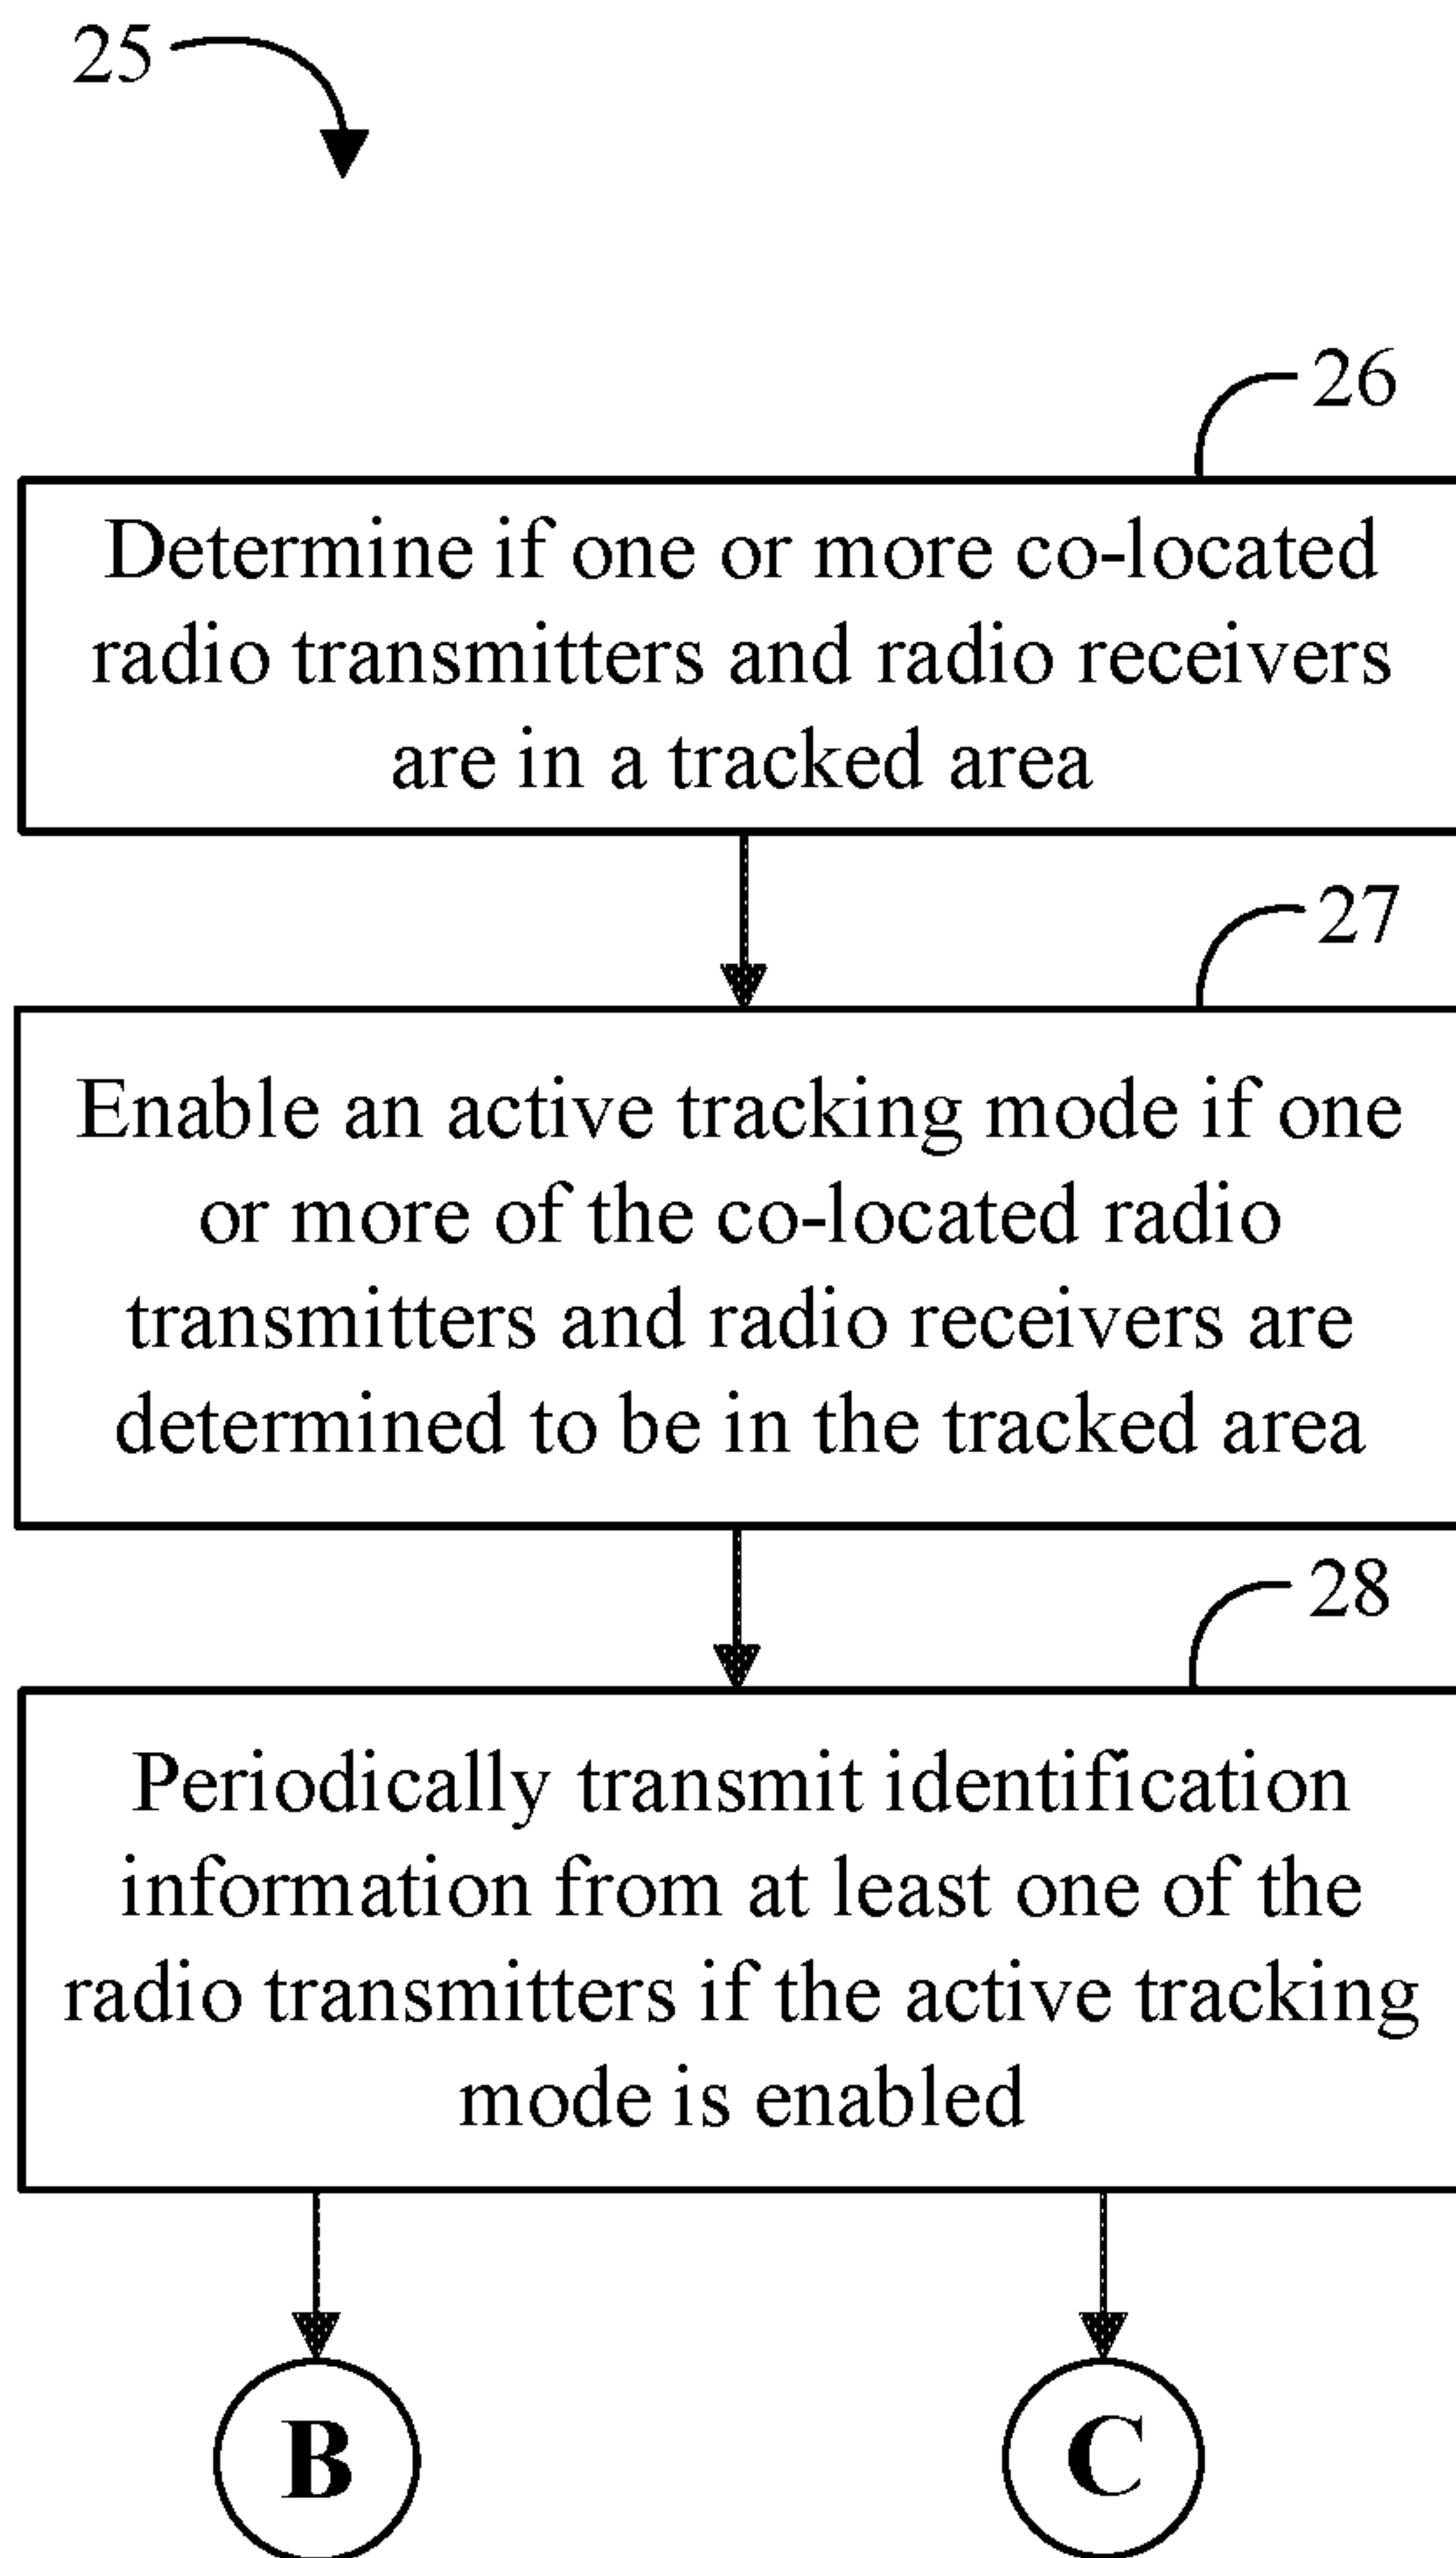 25
26
Determine if one or more co-located
radio transmitters and radio receivers
are in a tracked area
27
Enable an active tracking mode if one
or more of the co-located radio
transmitters and radio receivers are
determined to be in the tracked area
28
Periodically transmit identification
information from at least one of the
radio transmitters if the active tracking
mode is enabled
B
C